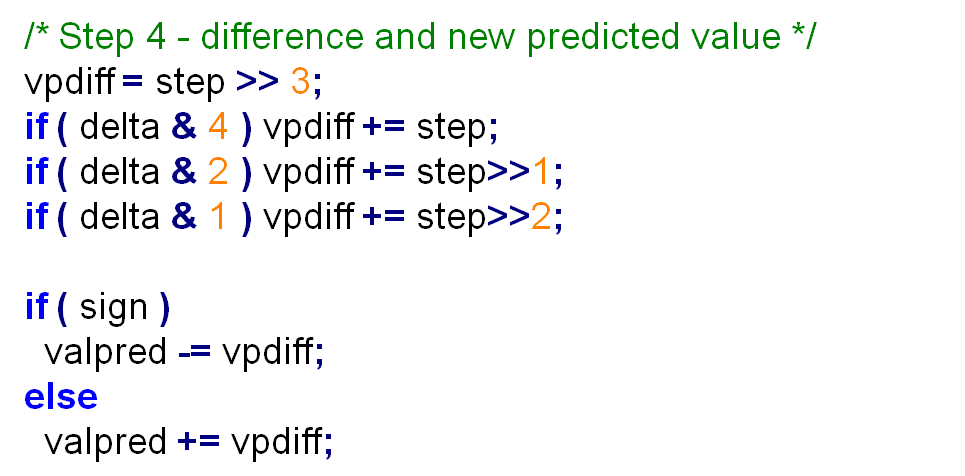 /* Step 4 - difference and new predicted value */
vpdiff = step >> 3;
if ( delta & 4 ) vpdiff += step;
if ( delta & 2 ) vpdiff += step>>1;
if ( delta & 1 ) vpdiff += step>>2;
if ( sign )
valpred -= vpdiff;
else
valpred += vpdiff;